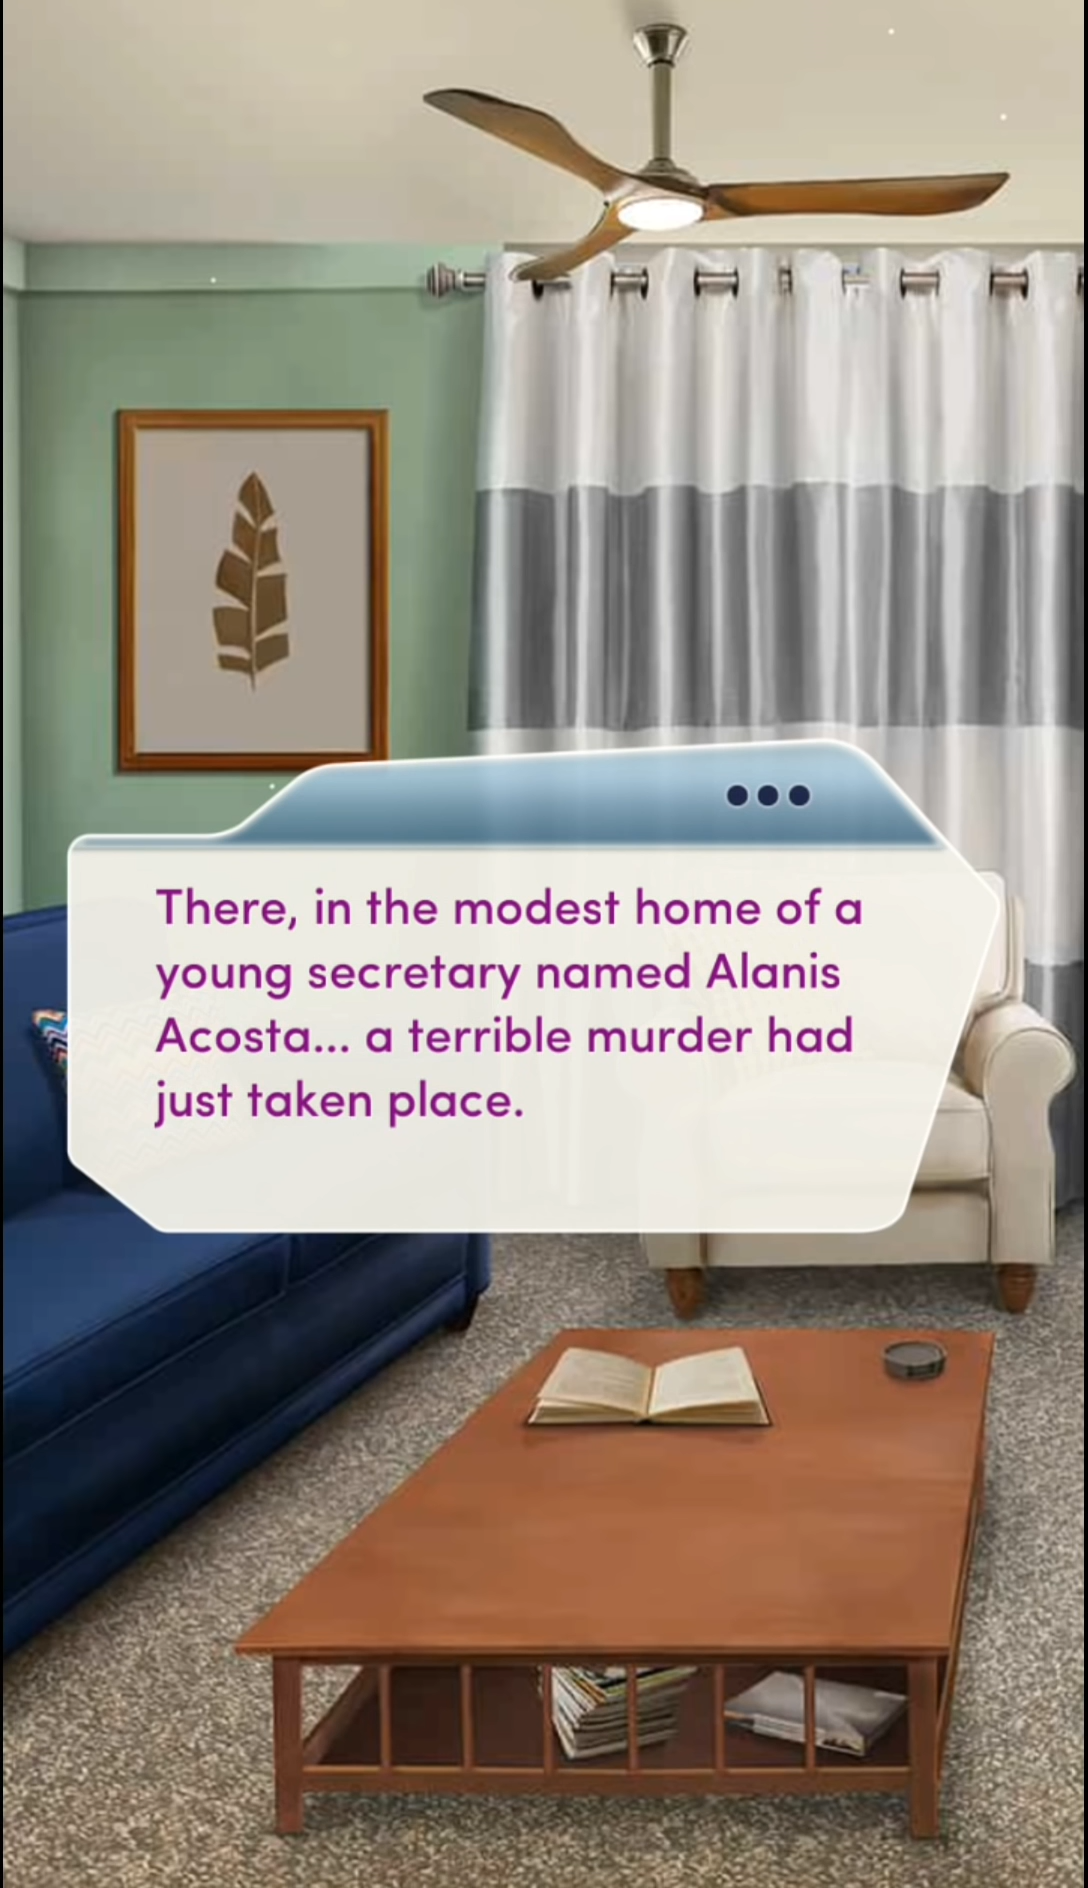 There, in the modest home of a
young secretary named Alanis
Acosta... a terrible murder had
just taken place.